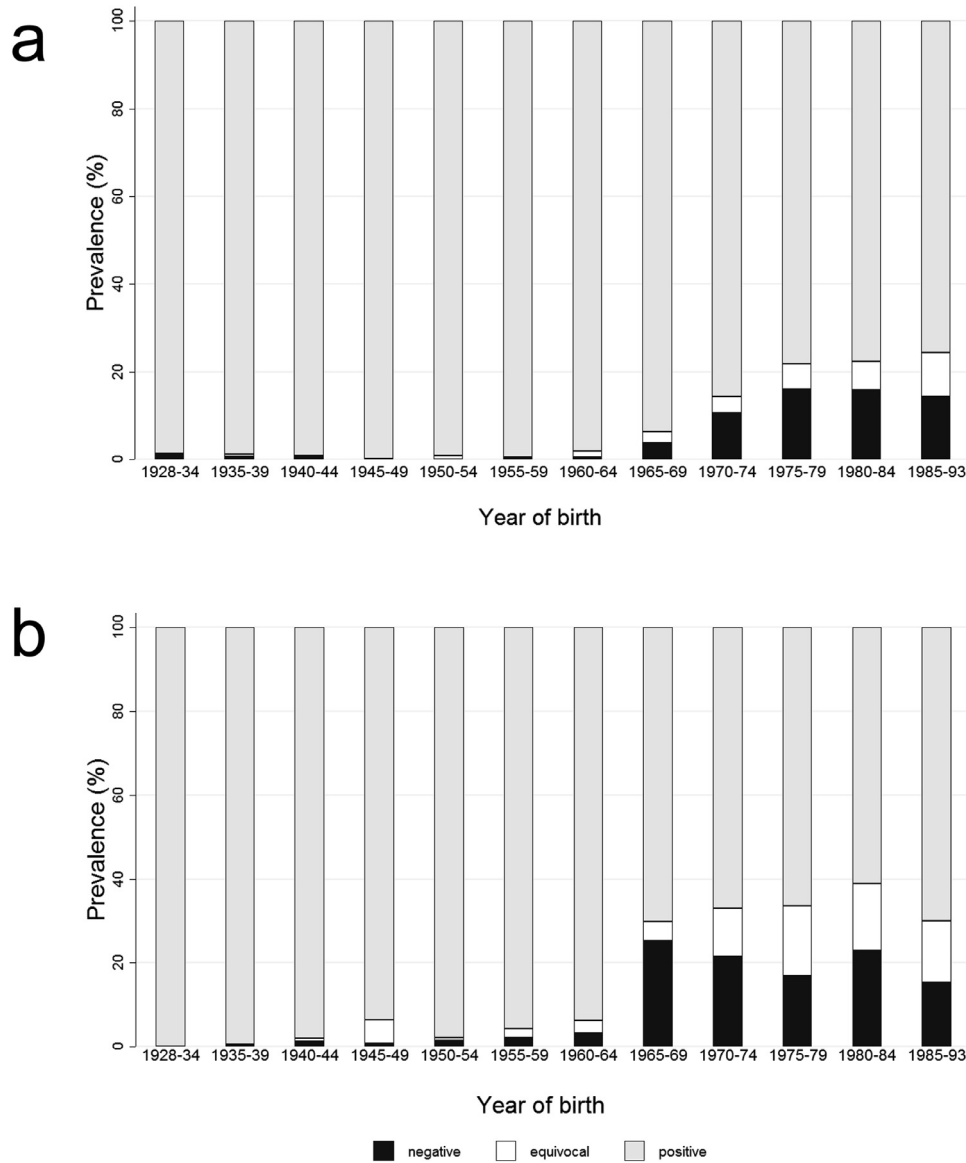 a
100
80
60
40
20
0
Prevalence (%)
1928-34 1935-39 1940-44 1945-49 1950-54 1955-59 1960-64 1965-69 1970-74 1975-79 1980-84 1985-93
Year of birth
b
100
80
60
40
20
0
Prevalence (%)
1928-34 1935-39 1940-44 1945-49 1950-54 1955-59 1960-64 1965-69 1970-74 1975-79 1980-84 1985-93
Year of birth
negative equivocal positive